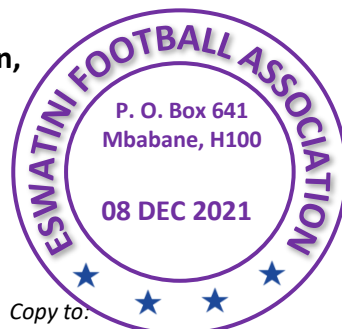 n,
ESWATINI FOOTBALL ASSOCIATION
P. O. Box 641
Mbabane, H100
08 DEC 2021
Copy to: